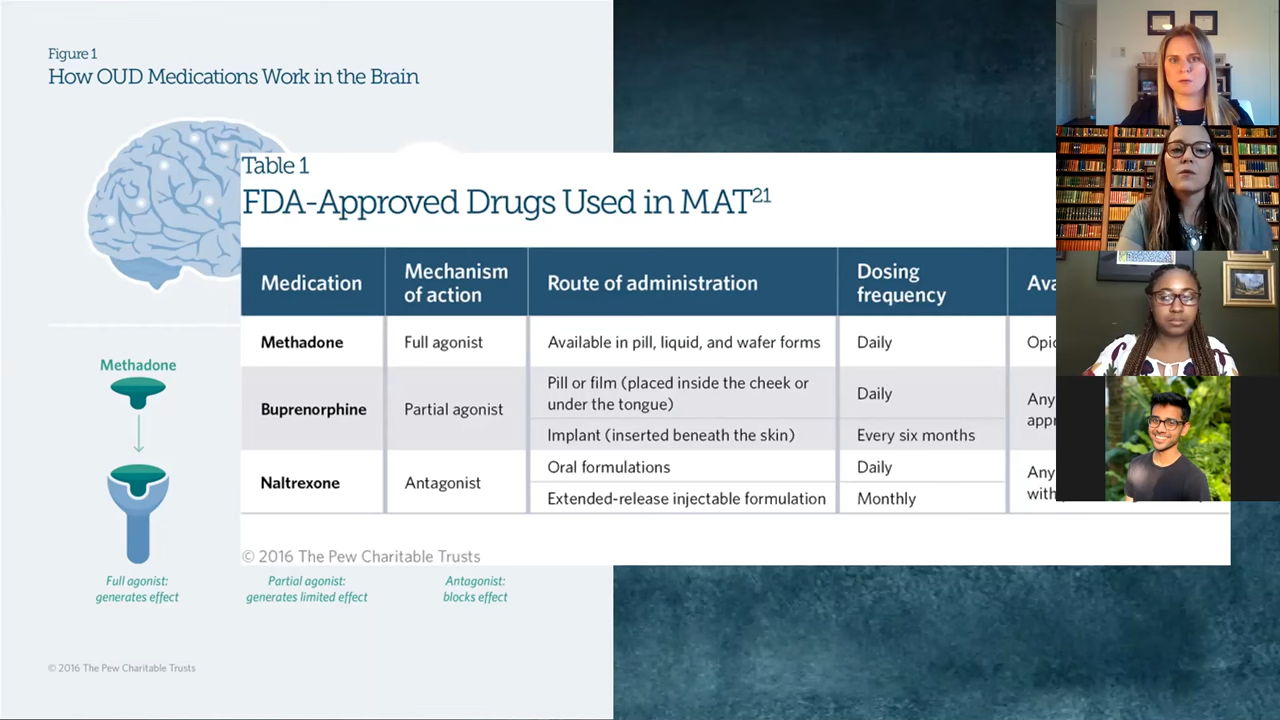 Figure 1
How OUD Medications Work in the Brain
Table 1
FDA-Approved Drugs Used in MAT21
Medication
Mechanism
of action
Route of administration
Dosing
frequency
Methadone
Full agonist
Available in pill, liquid, and wafer forms
Daily
Buprenorphine
Partial agonist
Pill or film (placed inside the cheek or
under the tongue)
Daily
Any
Implant (inserted beneath the skin)
Every six months
Naltrexone
Antagonist
Oral formulations
Daily
Any
Extended-release injectable formulation
Monthly
© 2016 The Pew Charitable Trusts
Methadone
Full agonist:
generates effect
Partial agonist:
generates limited effect
Antagonist:
blocks effect
© 2016 The Pew Charitable Trusts